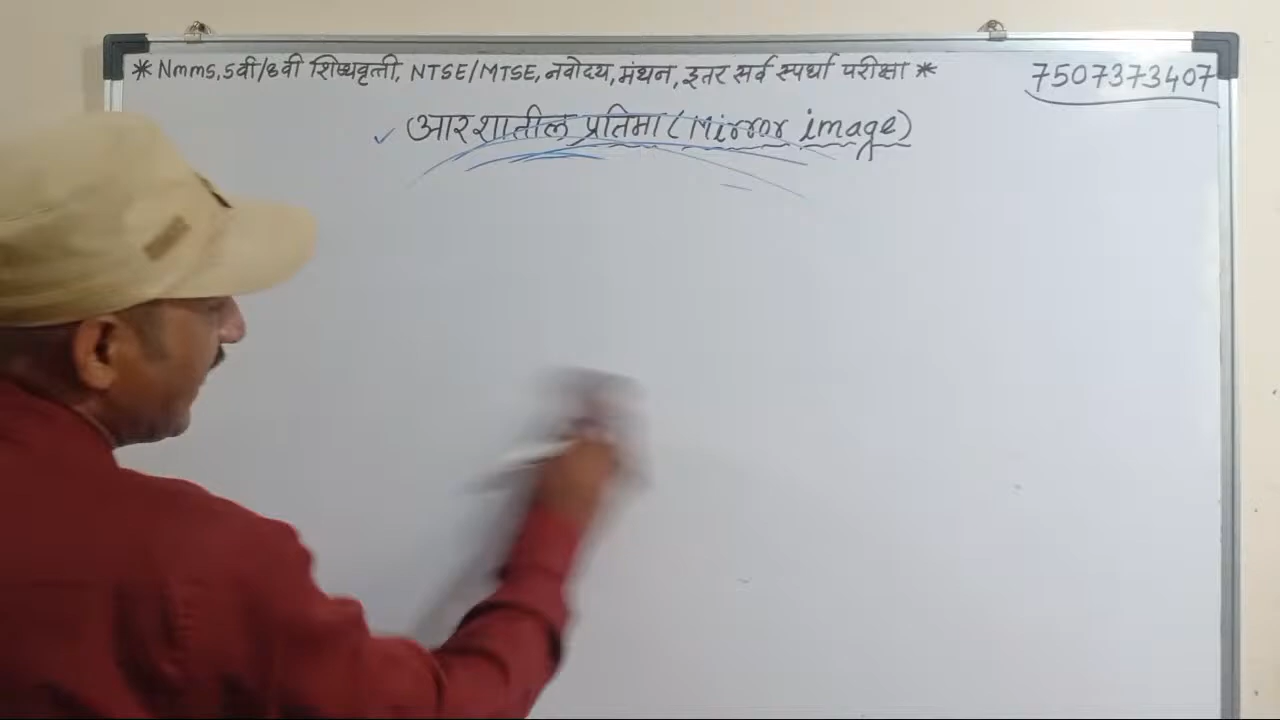 * Nmms, 5वी/8वी शिष्यवृत्ती, NTSE/MTSE, नवोदय, मंथन, इतर सर्व स्पर्धा परीक्षा *
7507373407
✓ आरशातील प्रतिमा (Mirror image)